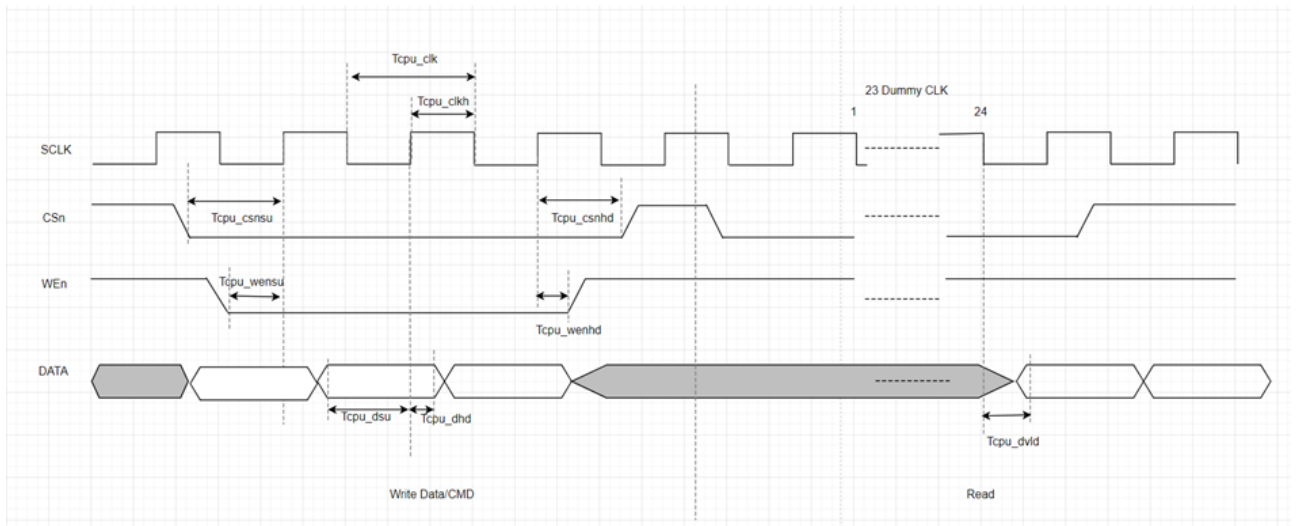 Tcpu_clk
Tcpu_clkh
23 Dummy CLK
1
24
SCLK
CSn
Tcpu_csnsu
Tcpu_csnhd
WEn
Tcpu_wensu
Tcpu_wenhd
DATA
Tcpu_dsu
Tcpu_dhd
Tcpu_dvld
Write Data/CMD
Read